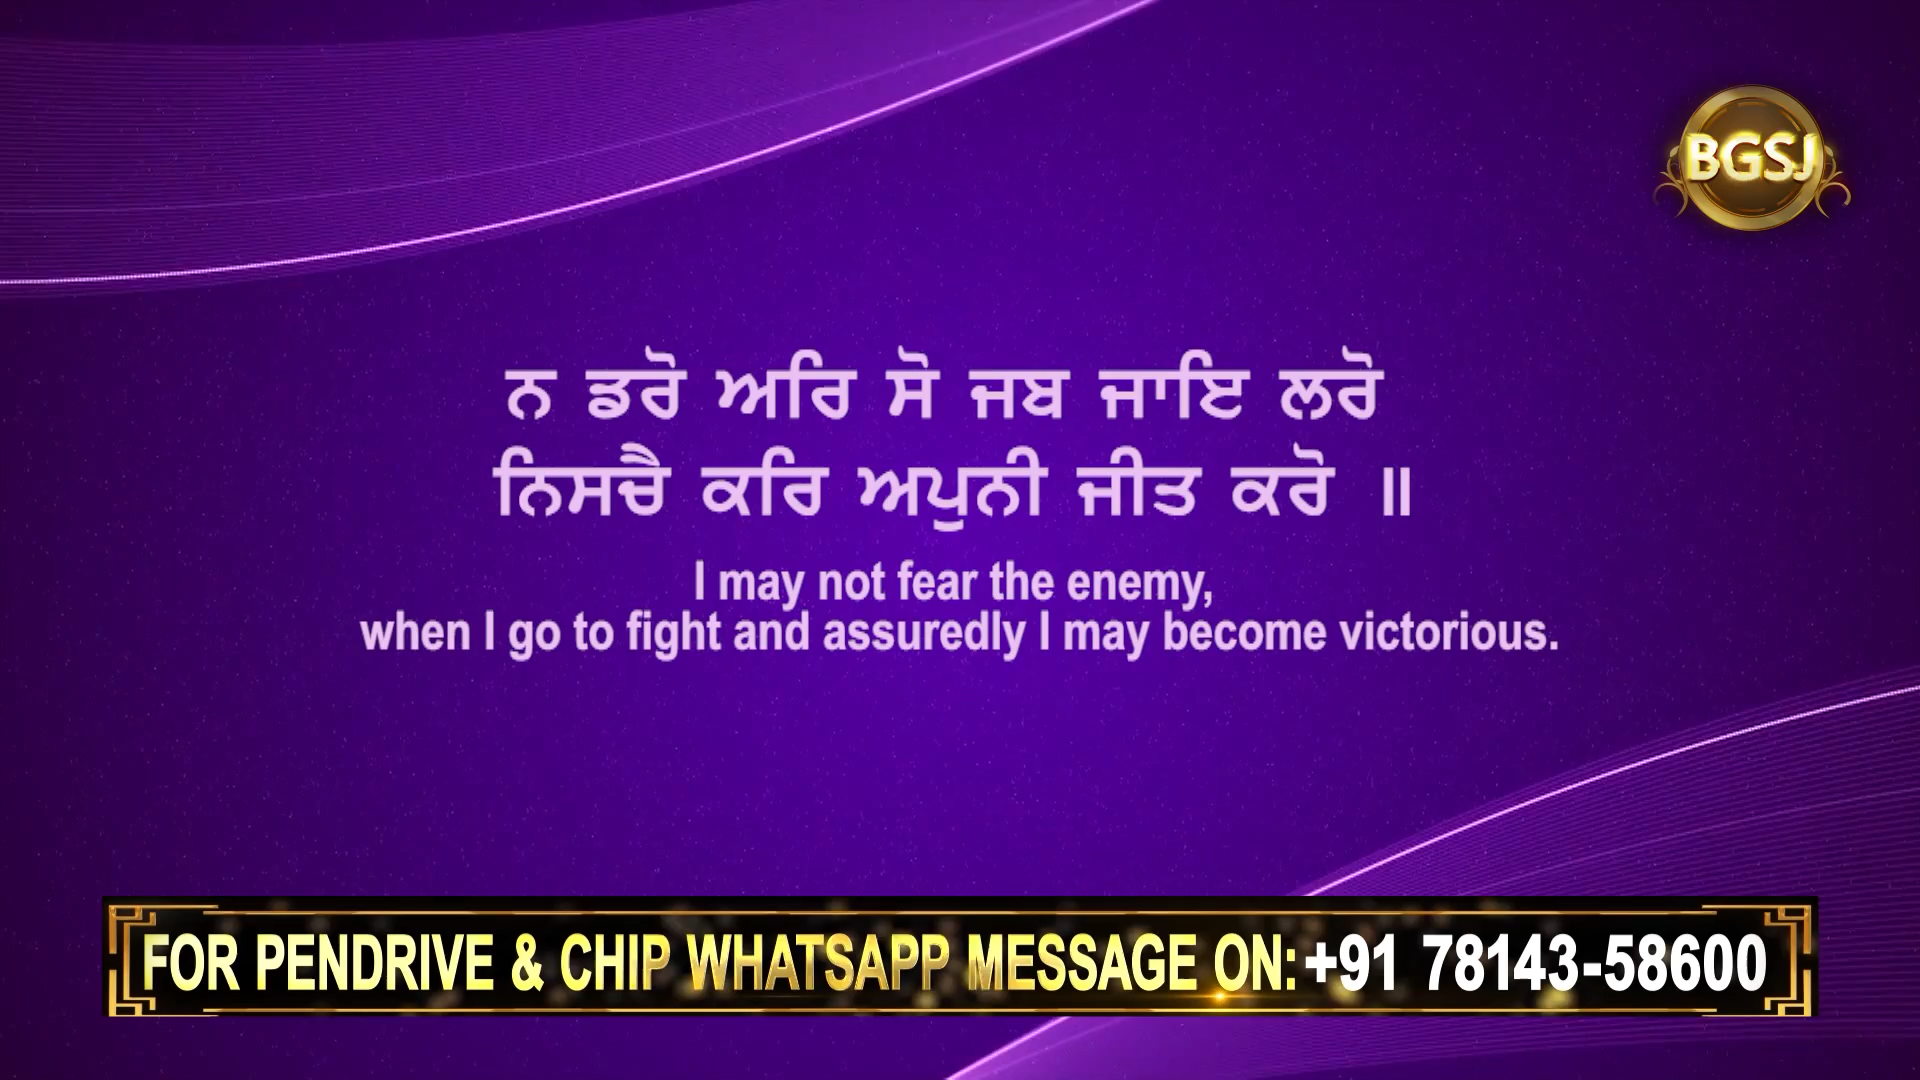 BGSJ
ਨ ਡਰੋ ਅਰਿ ਸੋ ਜਬ ਜਾਇ ਲਰੋ
ਨਿਸਚੈ ਕਰਿ ਅਪੁਨੀ ਜੀਤ ਕਰੋ ॥
I may not fear the enemy,
when I go to fight and assuredly I may become victorious.
FOR PENDRIVE & CHIP WHATSAPP MESSAGE ON:+91 78143-58600